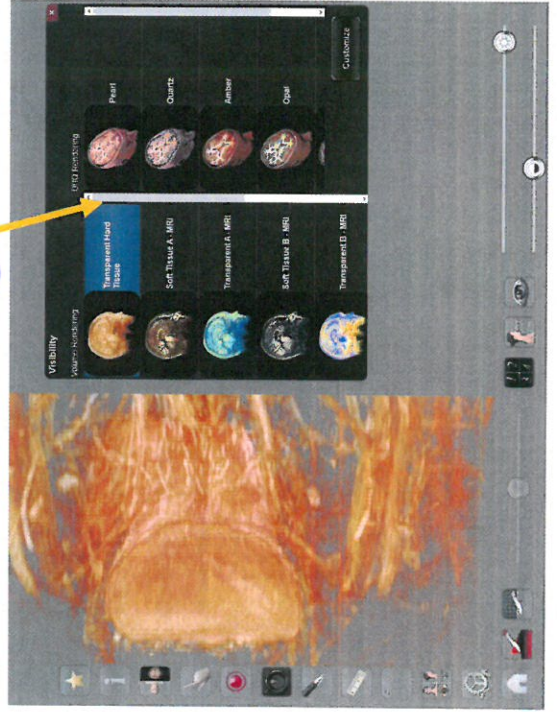 Visibility
Volume Rendering
Transparent Hard
Tissue
Soft Tissue A - MRI
Transparent A - MRI
Soft Tissue B - MRI
Transparent B - MRI
UHQ Rendering
Pearl
Quartz
Amber
Opal
Customize